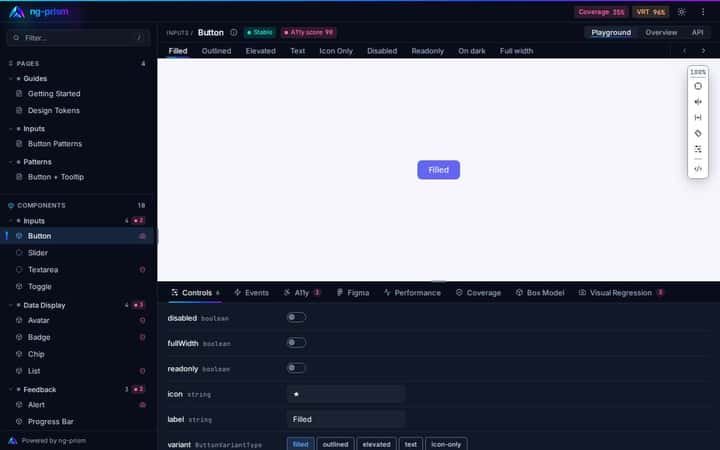 ng-prism
Coverage 35%
VRT 96%
Filter...
/
PAGES 4
Guides
Getting Started
Design Tokens
Inputs
Button Patterns
Patterns
Button + Tooltip
COMPONENTS 18
Inputs 4 2
Button
Slider
Textarea
Toggle
Data Display 4 3
Avatar
Badge
Chip
List
Feedback 3 2
Alert
Progress Bar
Powered by ng-prism
INPUTS / Button
Stable
A11y score 90
Playground Overview API
Filled Outlined Elevated Text Icon Only Disabled Readonly On dark Full width
100%
Filled
Controls 6 Events A11y 3 Figma Performance Coverage Box Model Visual Regression 3
disabled boolean
fullWidth boolean
readonly boolean
icon string ★
label string Filled
variant ButtonVariantType filled outlined elevated text icon-only